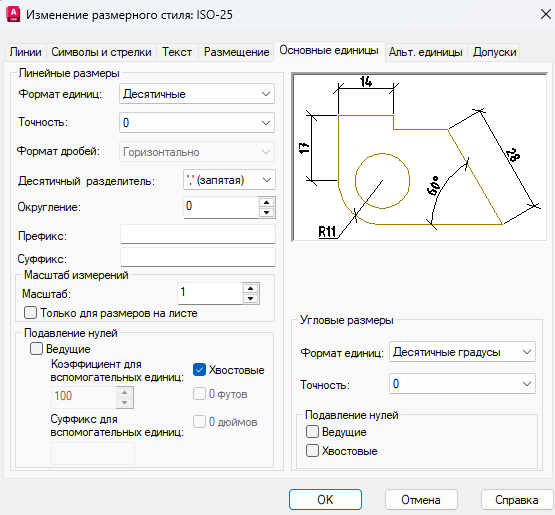 A CAD Изменение размерного стиля: ISO-25
Линии Символы и стрелки Текст Размещение Основные единицы Альт. единицы Допуски
Линейные размеры
Формат единиц: Десятичные
Точность: 0
Формат дробей: Горизонтально
Десятичный разделитель: ',' (запятая)
Округление: 0
Префикс:
Суффикс:
Масштаб измерений
Масштаб: 1
Только для размеров на листе
Подавление нулей
Ведущие
Коэффициент для
вспомогательных единиц:
100
Суффикс для
вспомогательных единиц:
Хвостовые
0 футов
0 дюймов
14
17
28
60°
R11
Угловые размеры
Формат единиц: Десятичные градусы
Точность: 0
Подавление нулей
Ведущие
Хвостовые
OK Отмена Справка